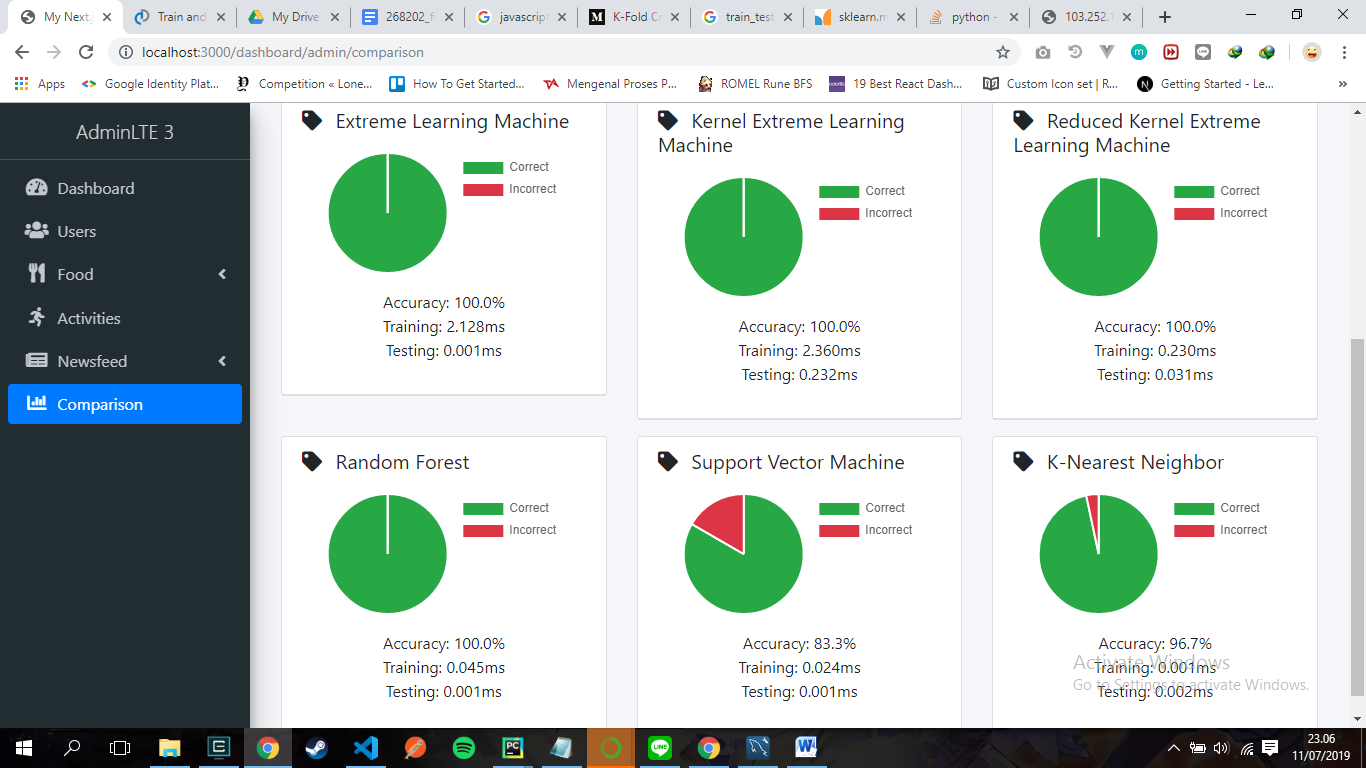 My Next.
Train and
My Drive
268202_f
javascript
K-Fold C
train_test
sklearn.m
python -
103.252.1
localhost:3000/dashboard/admin/comparison
Apps
Google Identity Plat...
Competition « Lone...
How To Get Started...
Mengenal Proses P...
ROMEL Rune BFS
19 Best React Dash...
Custom Icon set | R...
Getting Started - Le...
»
AdminLTE 3
Dashboard
Users
Food
Activities
Newsfeed
Comparison
Extreme Learning Machine
Correct
Incorrect
Accuracy: 100.0%
Training: 2.128ms
Testing: 0.001ms
Kernel Extreme Learning
Machine
Correct
Incorrect
Accuracy: 100.0%
Training: 2.360ms
Testing: 0.232ms
Reduced Kernel Extreme
Learning Machine
Correct
Incorrect
Accuracy: 100.0%
Training: 0.230ms
Testing: 0.031ms
Random Forest
Correct
Incorrect
Accuracy: 100.0%
Training: 0.045ms
Testing: 0.001ms
Support Vector Machine
Correct
Incorrect
Accuracy: 83.3%
Training: 0.024ms
Testing: 0.001ms
K-Nearest Neighbor
Correct
Incorrect
Accuracy: 96.7%
Training: 0.001ms
Testing: 0.002ms
Activate Windows
Go to Settings to activate Windows.
23.06
11/07/2019